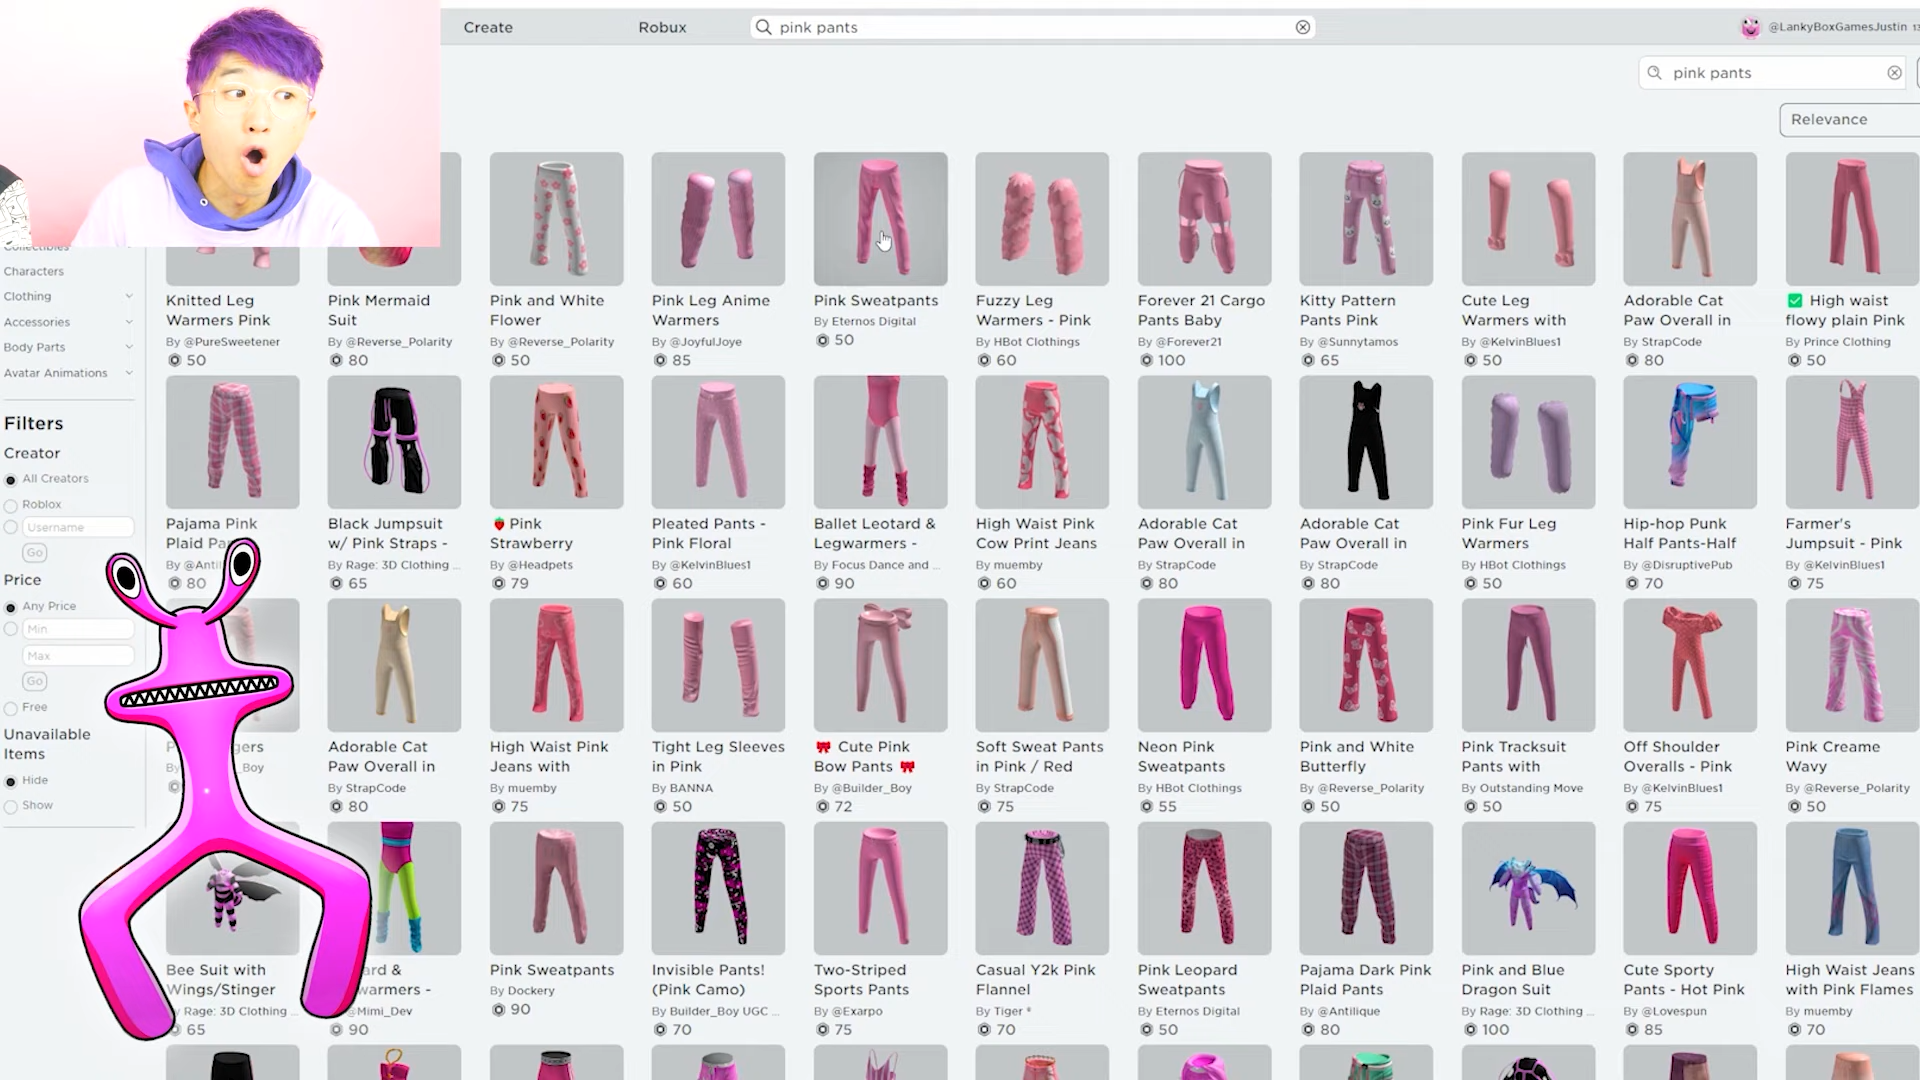 Create
Robux
pink pants
@LankyBoxGamesJustin
pink pants
Relevance
Characters
Clothing
Accessories
Body Parts
Avatar Animations
Filters
Creator
All Creators
Roblox
Username
Go
Price
Any Price
Min
Max
Go
Free
Unavailable
Items
Hide
Show
Knitted Leg
Warmers Pink
By @PureSweetener
50
Pink Mermaid
Suit
By @Reverse_Polarity
80
Pink and White
Flower
By @Reverse_Polarity
50
Pink Leg Anime
Warmers
By @JoyfulJoye
85
Pink Sweatpants
By Eternos Digital
50
Fuzzy Leg
Warmers - Pink
By HBot Clothings
60
Forever 21 Cargo
Pants Baby
By @Forever21
100
Kitty Pattern
Pants Pink
By @Sunnytamos
65
Cute Leg
Warmers with
By @KelvinBlues1
50
Adorable Cat
Paw Overall in
By StrapCode
80
✅ High waist
flowy plain Pink
By Prince Clothing
50
Pajama Pink
Plaid
80
Black Jumpsuit
w/ Pink Straps -
By Rage: 3D Clothing ...
65
🍓 Pink
Strawberry
By @Headpets
79
Pleated Pants -
Pink Floral
By @KelvinBlues1
60
Ballet Leotard &
Legwarmers -
By Focus Dance and ...
90
High Waist Pink
Cow Print Jeans
By muemby
60
Adorable Cat
Paw Overall in
By StrapCode
80
Adorable Cat
Paw Overall in
By StrapCode
80
Pink Fur Leg
Warmers
By HBot Clothings
50
Hip-hop Punk
Half Pants-Half
By @DisruptivePub
70
Farmer's
Jumpsuit - Pink
By @KelvinBlues1
75
Adorable Cat
Paw Overall in
By StrapCode
80
High Waist Pink
Jeans with
By muemby
75
Tight Leg Sleeves
in Pink
By BANNA
50
🎀 Cute Pink
Bow Pants 🎀
By @Builder_Boy
72
Soft Sweat Pants
in Pink / Red
By StrapCode
75
Neon Pink
Sweatpants
By HBot Clothings
55
Pink and White
Butterfly
By @Reverse_Polarity
50
Pink Tracksuit
Pants with
By Outstanding Move
50
Off Shoulder
Overalls - Pink
By @KelvinBlues1
75
Pink Creame
Wavy
By @Reverse_Polarity
50
Bee Suit with
Wings/Stinger
By Rage: 3D Clothing ...
65
&
warmers -
@Mimi_Dev
90
Pink Sweatpants
By Dockery
90
Invisible Pants!
(Pink Camo)
By Builder_Boy UGC ...
70
Two-Striped
Sports Pants
By @Exarpo
75
Casual Y2k Pink
Flannel
By Tiger *
70
Pink Leopard
Sweatpants
By Eternos Digital
50
Pajama Dark Pink
Plaid Pants
By @Antilique
80
Pink and Blue
Dragon Suit
By Rage: 3D Clothing ...
100
Cute Sporty
Pants - Hot Pink
By @Lovespun
85
High Waist Jeans
with Pink Flames
By muemby
70